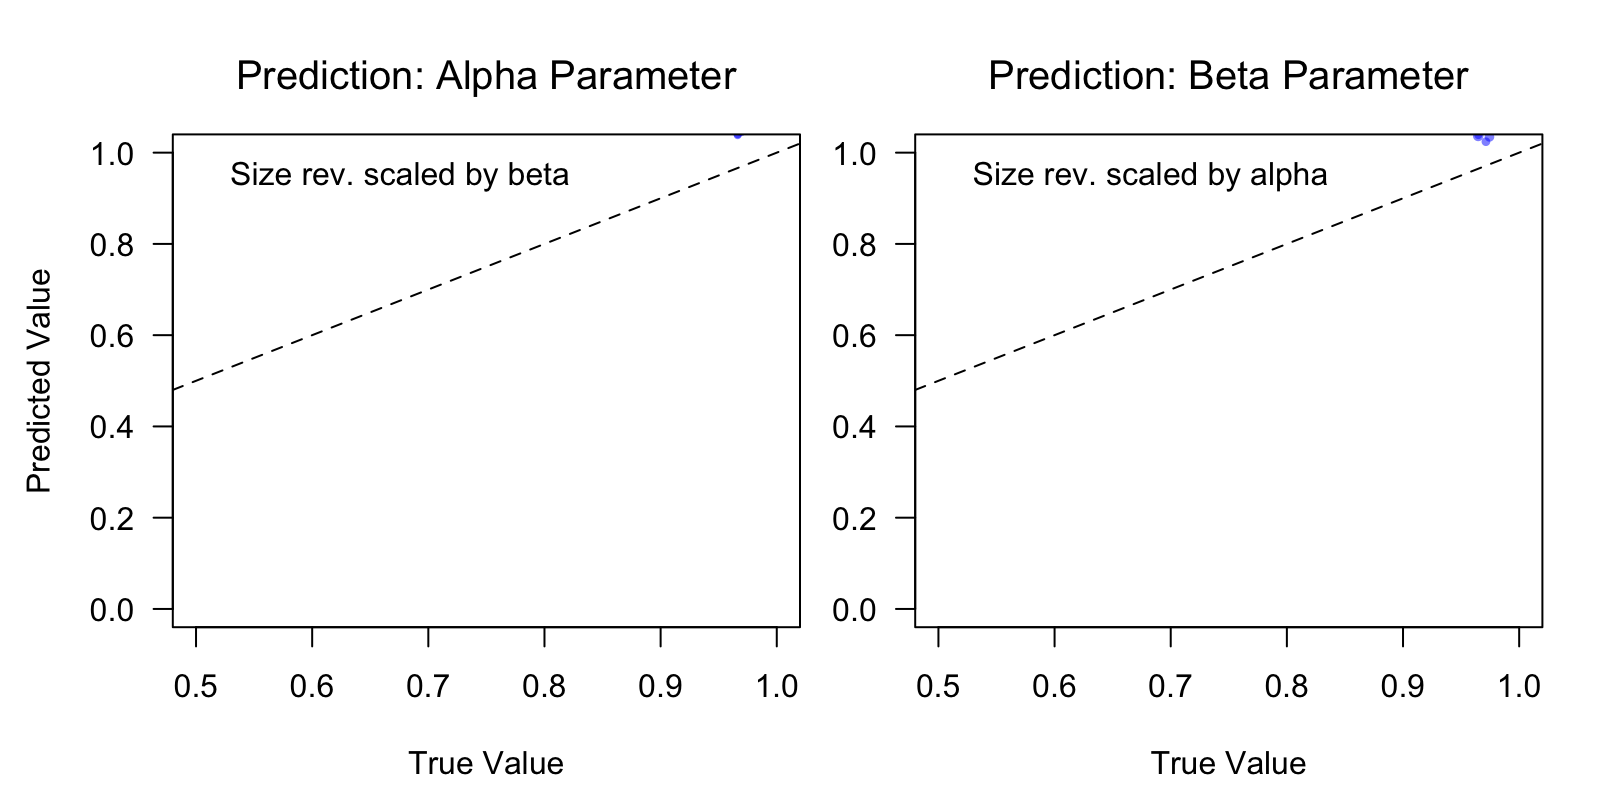 Prediction: Alpha Parameter
Size rev. scaled by beta
Predicted Value
1.0
0.8
0.6
0.4
0.2
0.0
0.5 0.6 0.7 0.8 0.9 1.0
True Value
Prediction: Beta Parameter
Size rev. scaled by alpha
1.0
0.8
0.6
0.4
0.2
0.0
0.5 0.6 0.7 0.8 0.9 1.0
True Value